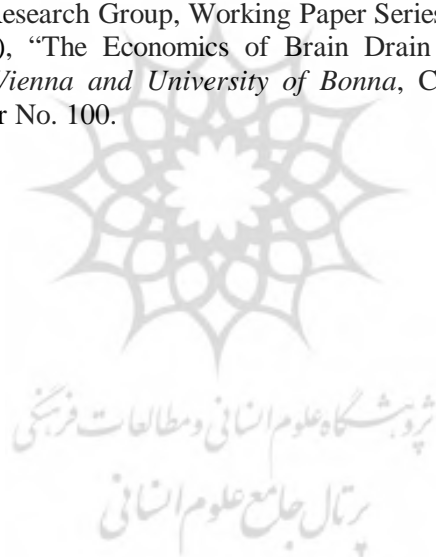 Research Group, Working Paper Series
), “The Economics of Brain Drain
Vienna and University of Bonna, C
r No. 100.
پژوهشگاه علوم انسانی و مطالعات فرهنگی
پرتال جامع علوم انسانی